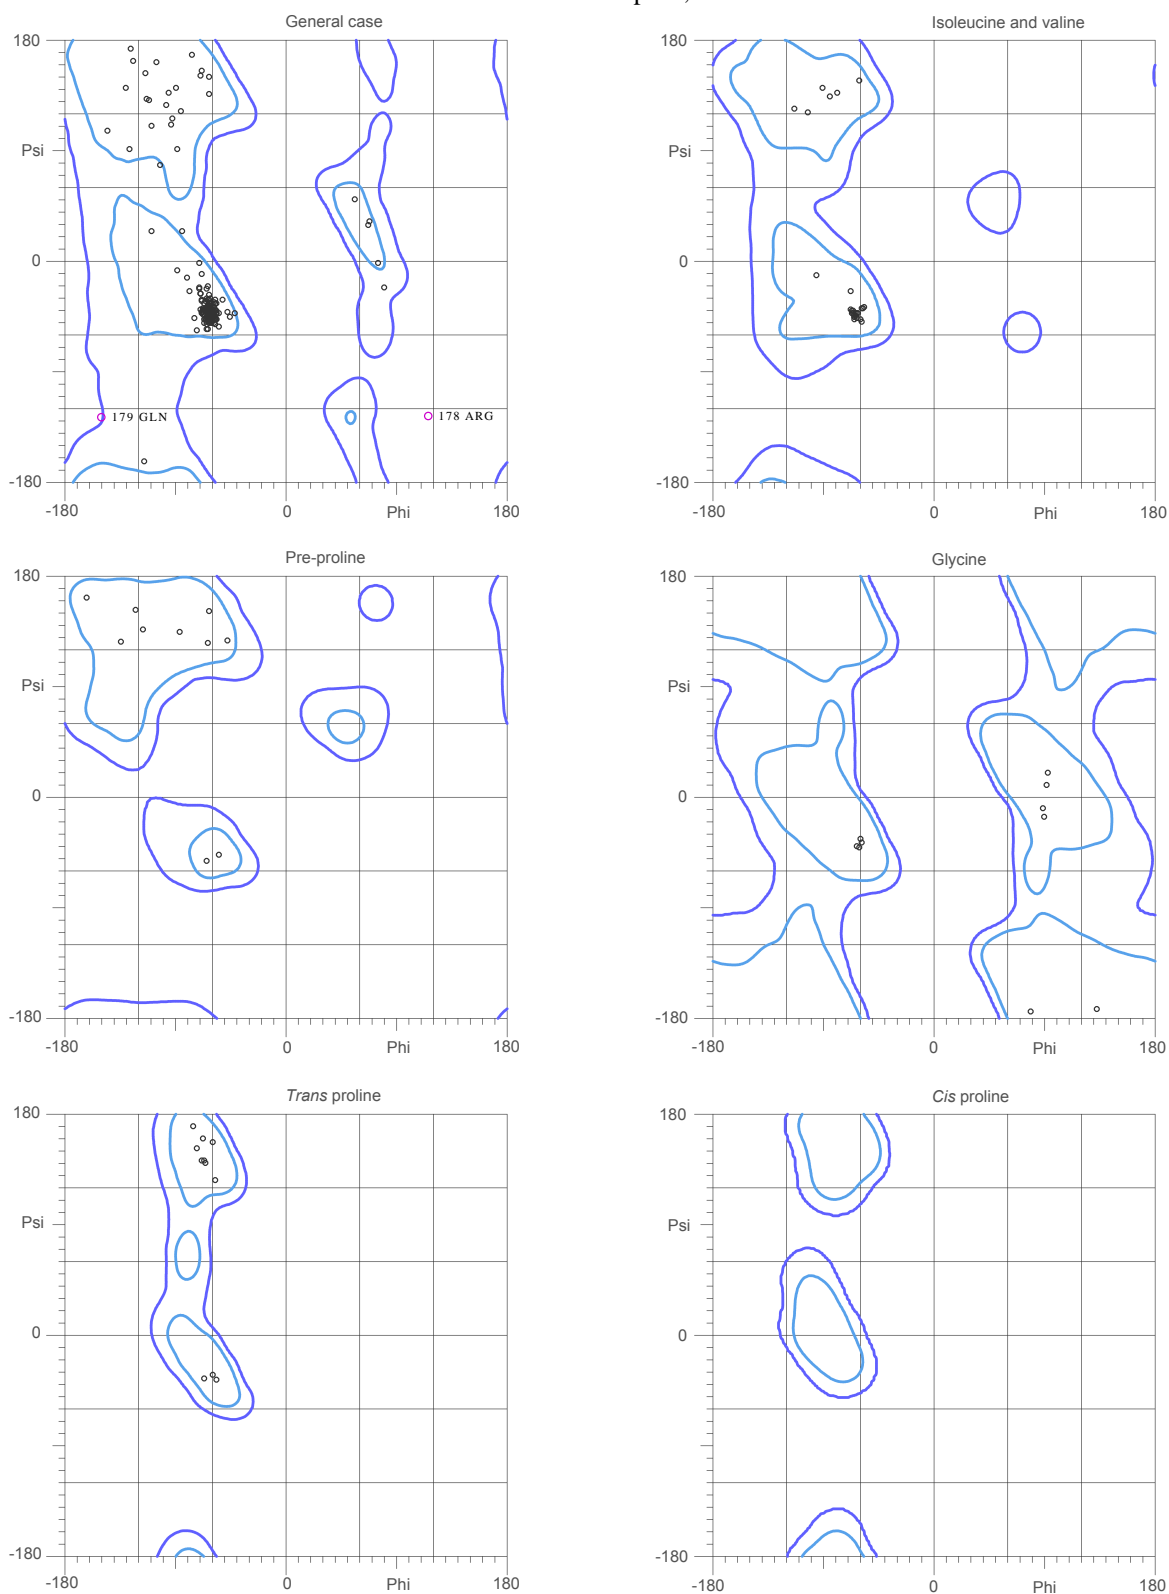 General case
180
Psi
0
-180
-180
0
Phi
180
179 GLN
178 ARG
Isoleucine and valine
180
Psi
0
-180
-180
0
Phi
180
Pre-proline
180
Psi
0
-180
-180
0
Phi
180
Glycine
180
Psi
0
-180
-180
0
Phi
180
Trans proline
180
Psi
0
-180
-180
0
Phi
180
Cis proline
180
Psi
0
-180
-180
0
Phi
180